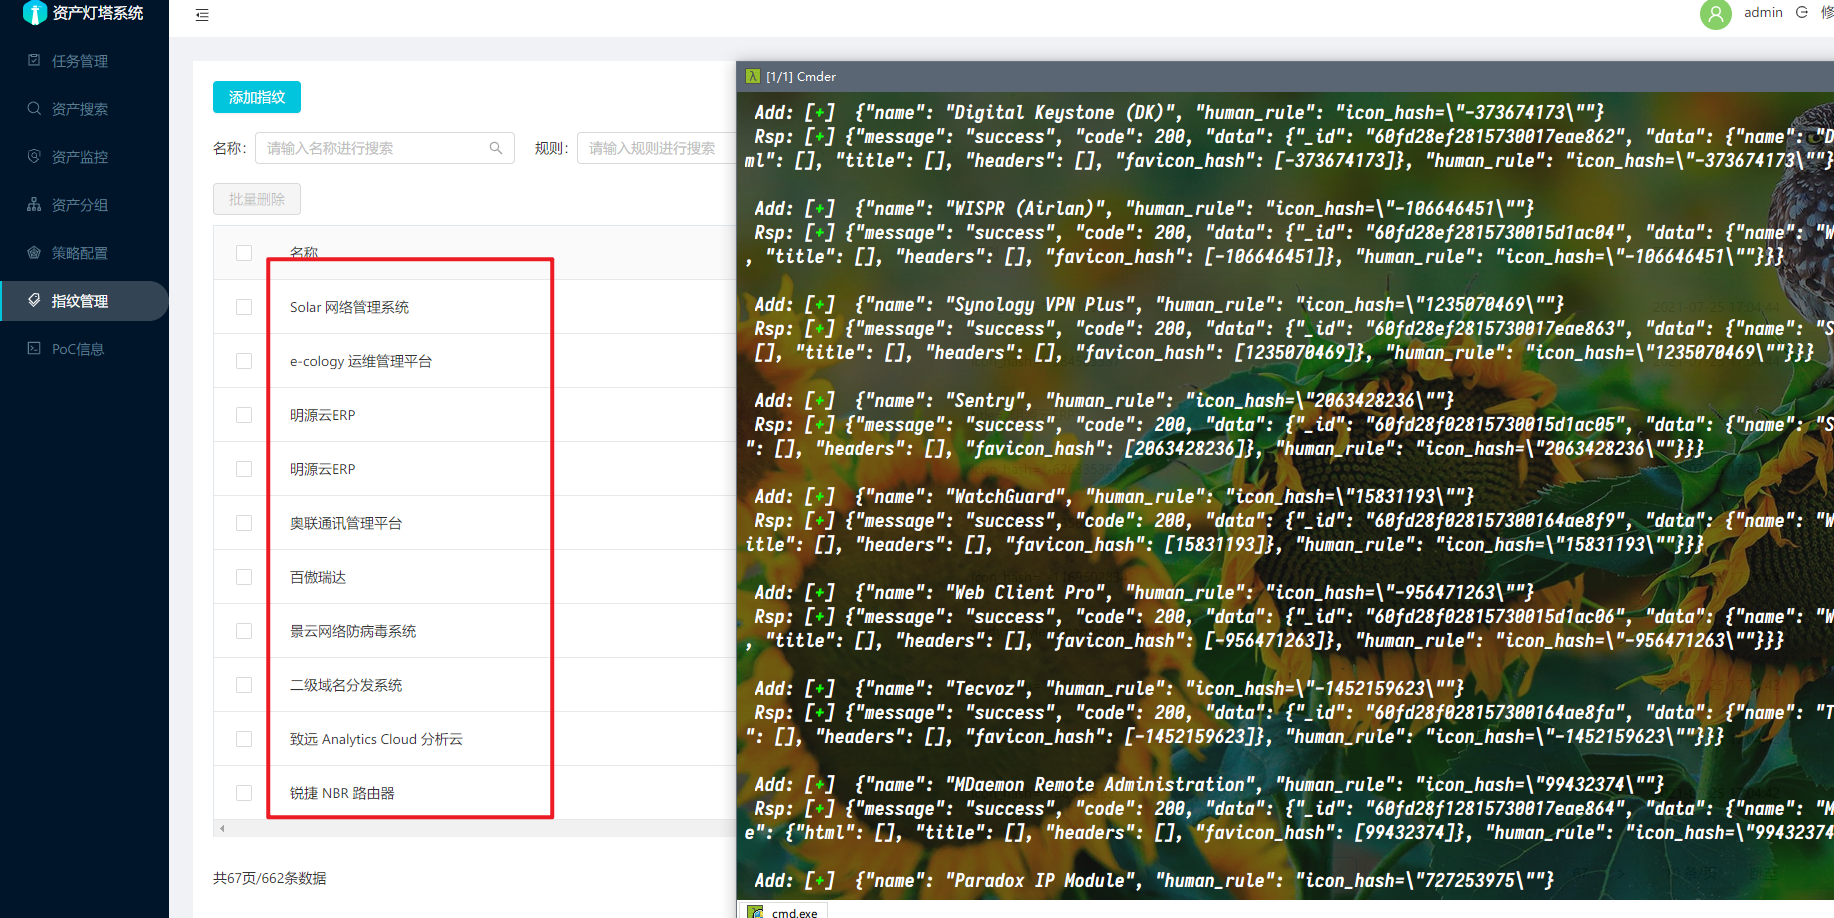 资产灯塔系统
admin
修
任务管理
资产搜索
资产监控
资产分组
策略配置
指纹管理
PoC信息
添加指纹
名称：
请输入名称进行搜索
规则：
请输入规则进行搜索
批量删除
名称
Solar 网络管理系统
e-cology 运维管理平台
明源云ERP
明源云ERP
奥联通讯管理平台
百傲瑞达
景云网络防病毒系统
二级域名分发系统
致远 Analytics Cloud 分析云
锐捷 NBR 路由器
共67页/662条数据
[1/1] Cmder
Add: [+]  {"name": "Digital Keystone (DK)", "human_rule": "icon_hash=\"-373674173\""}
Rsp: [+] {"message": "success", "code": 200, "data": {"_id": "60fd28ef2815730017eae862", "data": {"name": "D
ml": [], "title": [], "headers": [], "favicon_hash": [-373674173]}, "human_rule": "icon_hash=\"-373674173\""}
Add: [+]  {"name": "WISPR (Airlan)", "human_rule": "icon_hash=\"-106646451\""}
Rsp: [+] {"message": "success", "code": 200, "data": {"_id": "60fd28ef2815730015d1ac04", "data": {"name": "W
, "title": [], "headers": [], "favicon_hash": [-106646451]}, "human_rule": "icon_hash=\"-106646451\""}}}
Add: [+]  {"name": "Synology VPN Plus", "human_rule": "icon_hash=\"1235070469\""}
Rsp: [+] {"message": "success", "code": 200, "data": {"_id": "60fd28ef2815730017eae863", "data": {"name": "S
[], "title": [], "headers": [], "favicon_hash": [1235070469]}, "human_rule": "icon_hash=\"1235070469\""}}}
Add: [+]  {"name": "Sentry", "human_rule": "icon_hash=\"2063428236\""}
Rsp: [+] {"message": "success", "code": 200, "data": {"_id": "60fd28f02815730015d1ac05", "data": {"name": "S
": [], "headers": [], "favicon_hash": [2063428236]}, "human_rule": "icon_hash=\"2063428236\""}}}
Add: [+]  {"name": "WatchGuard", "human_rule": "icon_hash=\"15831193\""}
Rsp: [+] {"message": "success", "code": 200, "data": {"_id": "60fd28f028157300164ae8f9", "data": {"name": "W
itle": [], "headers": [], "favicon_hash": [15831193]}, "human_rule": "icon_hash=\"15831193\""}}}
Add: [+]  {"name": "Web Client Pro", "human_rule": "icon_hash=\"-956471263\""}
Rsp: [+] {"message": "success", "code": 200, "data": {"_id": "60fd28f02815730015d1ac06", "data": {"name": "W
, "title": [], "headers": [], "favicon_hash": [-956471263]}, "human_rule": "icon_hash=\"-956471263\""}}}
Add: [+]  {"name": "Tecvoz", "human_rule": "icon_hash=\"-1452159623\""}
Rsp: [+] {"message": "success", "code": 200, "data": {"_id": "60fd28f028157300164ae8fa", "data": {"name": "T
": [], "headers": [], "favicon_hash": [-1452159623]}, "human_rule": "icon_hash=\"-1452159623\""}}}
Add: [+]  {"name": "MDaemon Remote Administration", "human_rule": "icon_hash=\"99432374\""}
Rsp: [+] {"message": "success", "code": 200, "data": {"_id": "60fd28f12815730017eae864", "data": {"name": "M
e": {"html": [], "title": [], "headers": [], "favicon_hash": [99432374]}, "human_rule": "icon_hash=\"99432374
Add: [+]  {"name": "Paradox IP Module", "human_rule": "icon_hash=\"727253975\""}
cmd.exe